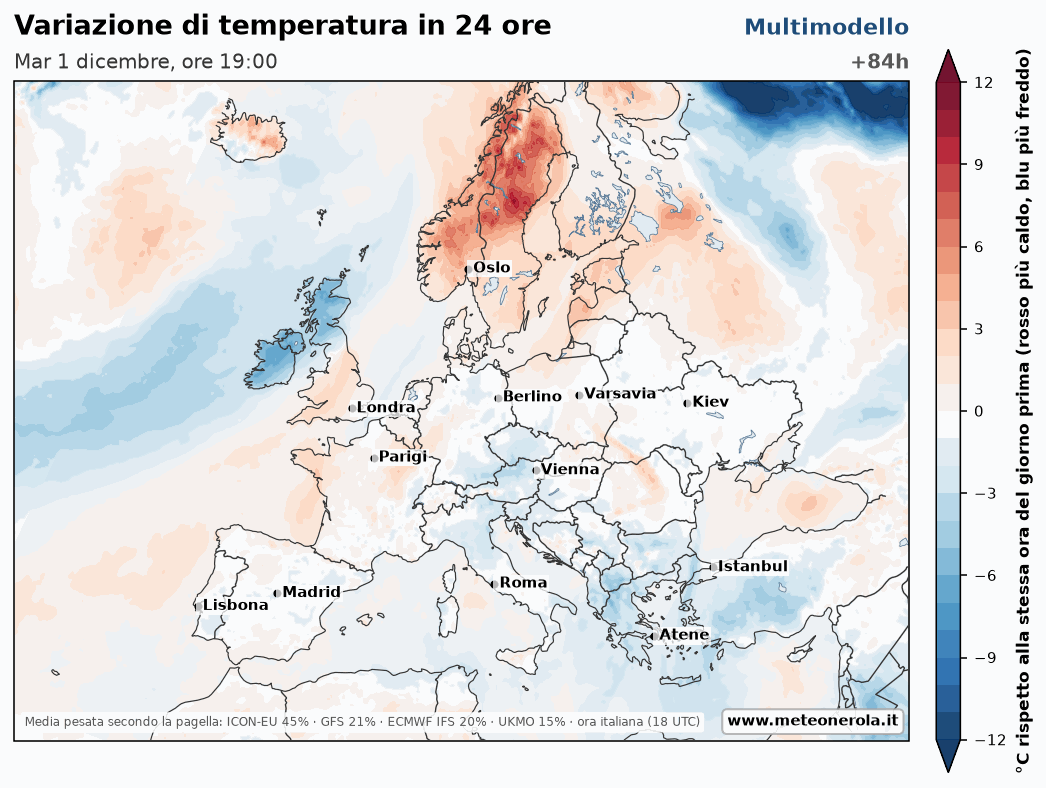 Variazione di temperatura in 24 ore
Multimodello
Mar 1 dicembre, ore 19:00
+84h
Oslo
Londra
Berlino
Varsavia
Kiev
Parigi
Vienna
Istanbul
Roma
Madrid
Lisbona
Atene
Media pesata secondo la pagella: ICON-EU 45% · GFS 21% · ECMWF IFS 20% · UKMO 15% · ora italiana (18 UTC)
www.meteonerola.it
12
9
6
3
0
−3
−6
−9
−12
°C rispetto alla stessa ora del giorno prima (rosso più caldo, blu più freddo)